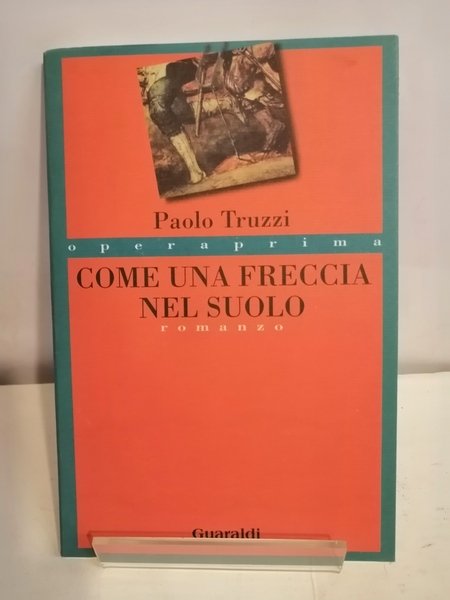 Paolo Truzzi
operaprima
COME UNA FRECCIA
NEL SUOLO
romanzo
Guaraldi